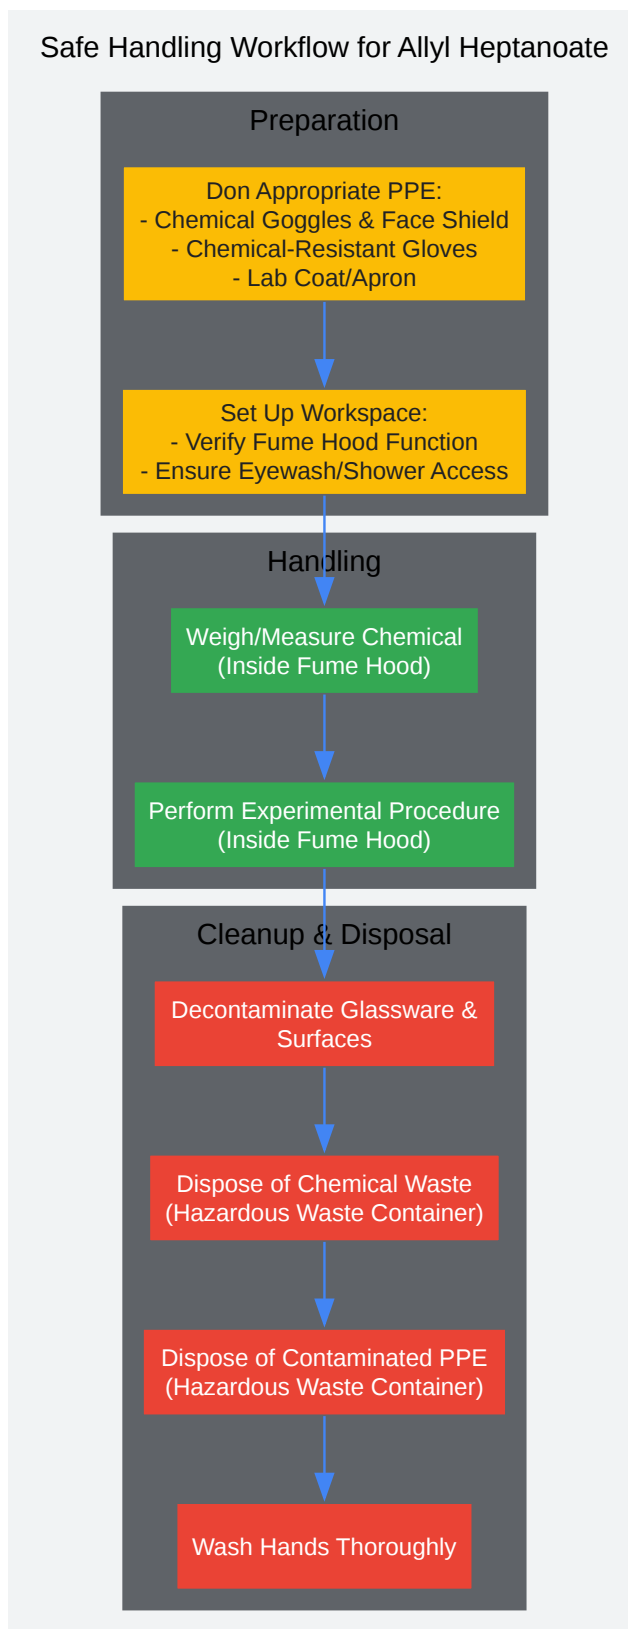 Safe Handling Workflow for Allyl Heptanoate
Preparation
Don Appropriate PPE:
- Chemical Goggles & Face Shield
- Chemical-Resistant Gloves
- Lab Coat/Apron
Set Up Workspace:
- Verify Fume Hood Function
- Ensure Eyewash/Shower Access
Handling
Weigh/Measure Chemical
(Inside Fume Hood)
Perform Experimental Procedure
(Inside Fume Hood)
Cleanup & Disposal
Decontaminate Glassware &
Surfaces
Dispose of Chemical Waste
(Hazardous Waste Container)
Dispose of Contaminated PPE
(Hazardous Waste Container)
Wash Hands Thoroughly